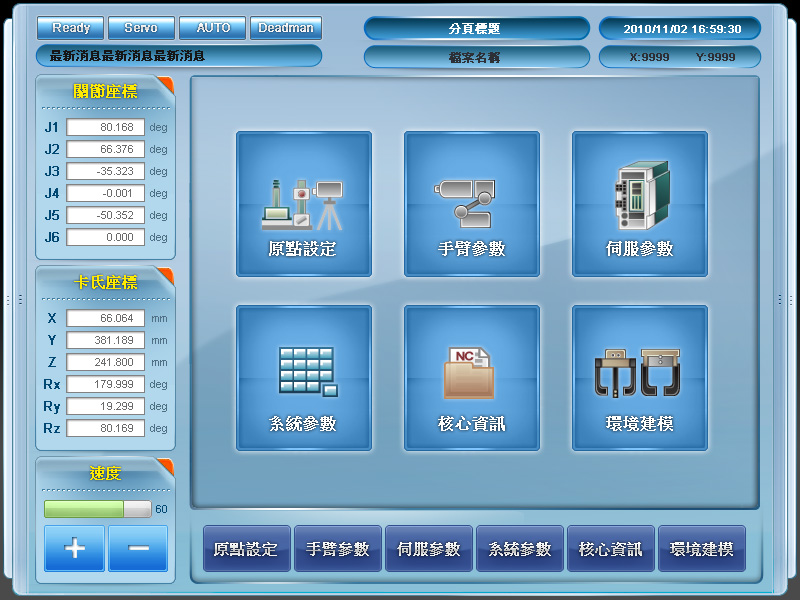 Ready Servo AUTO Deadman 分頁標題 2010/11/02 16:59:30
最新消息最新消息最新消息 檔案名稱 X:9999 Y:9999
關節座標
J1 80.168 deg
J2 66.376 deg
J3 -35.323 deg
J4 -0.001 deg
J5 -50.352 deg
J6 0.000 deg
卡氏座標
X 66.064 mm
Y 381.189 mm
Z 241.800 mm
Rx 179.999 deg
Ry 19.299 deg
Rz 80.169 deg
速度
60
+ −
原點設定 手臂參數 伺服參數
NC
系統參數 核心資訊 環境建模
原點設定 手臂參數 伺服參數 系統參數 核心資訊 環境建模